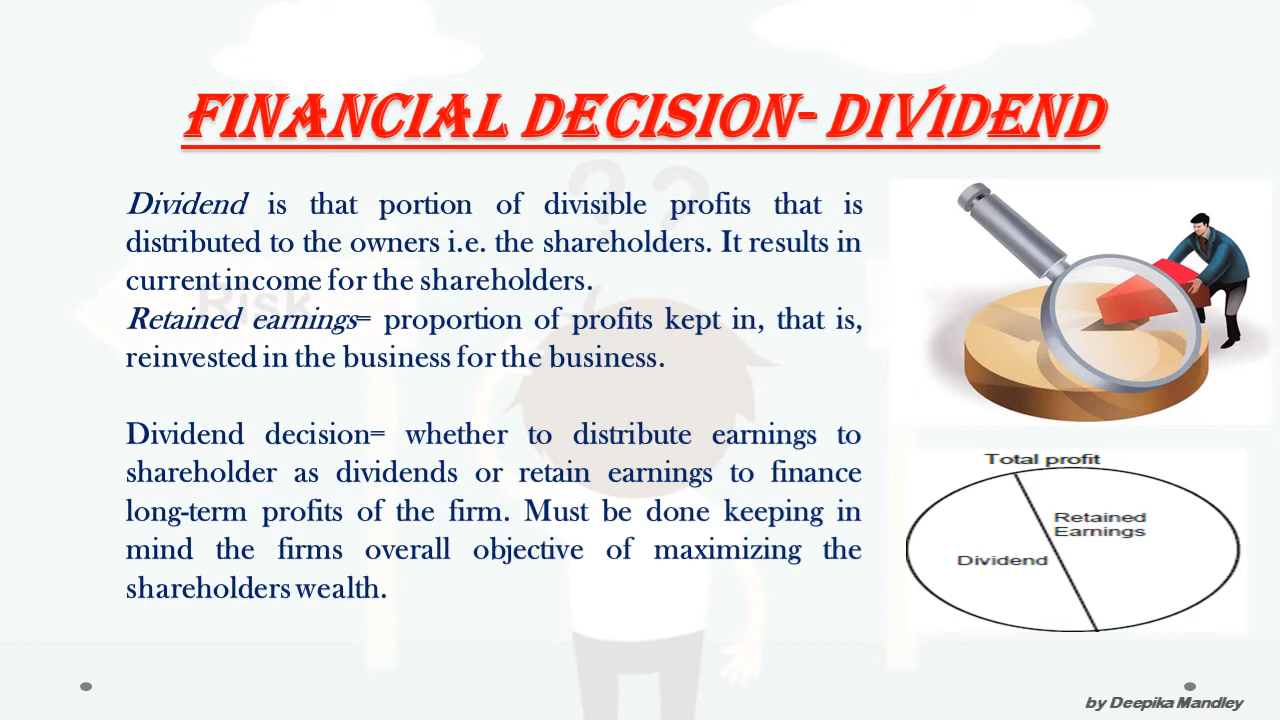 FINANCIAL DECISION- DIVIDEND
Dividend is that portion of divisible profits that is
distributed to the owners i.e. the shareholders. It results in
current income for the shareholders.
Retained earnings= proportion of profits kept in, that is,
reinvested in the business for the business.
Dividend decision= whether to distribute earnings to
shareholder as dividends or retain earnings to finance
long-term profits of the firm. Must be done keeping in
mind the firms overall objective of maximizing the
shareholders wealth.
Total profit
Retained
Earnings
Dividend
Risk
??
by Deepika Mandley